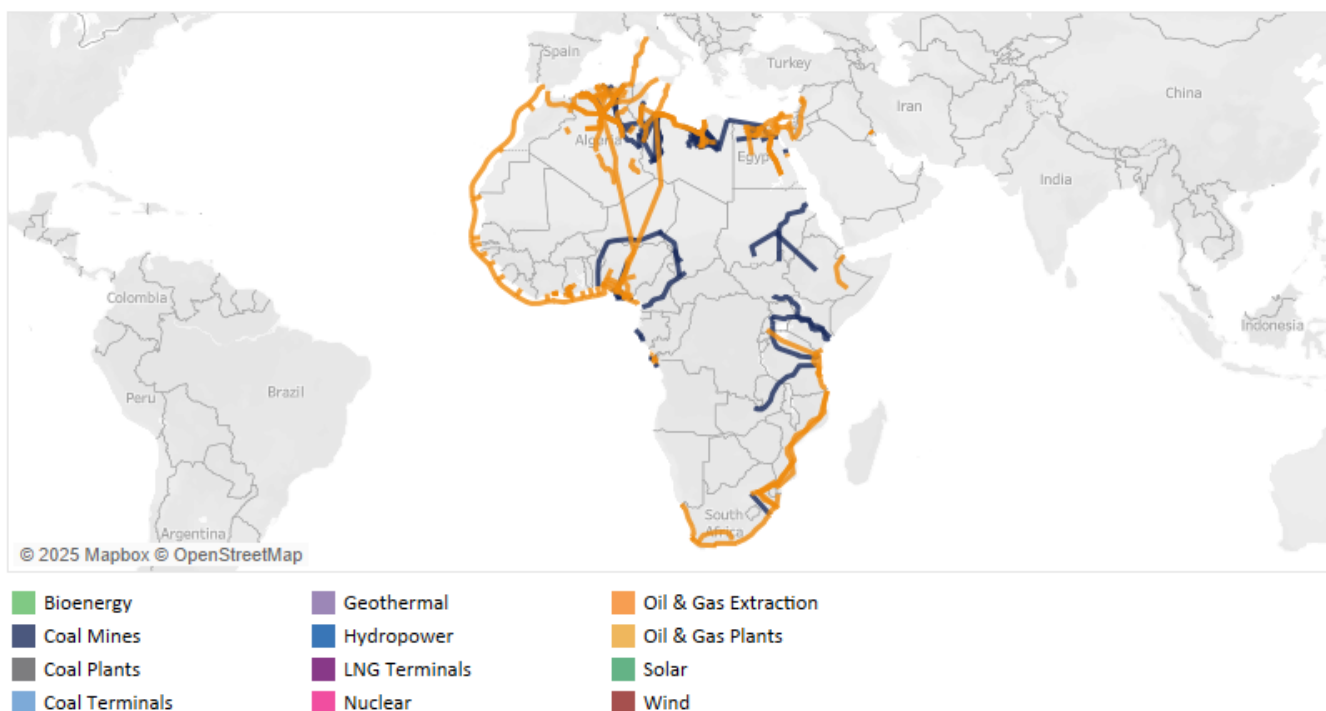 Spain
Turkey
China
Iran
Algeria
Egypt
India
Colombia
Indonesia
Peru
Brazil
South
Africa
Argentina
© 2025 Mapbox © OpenStreetMap
Bioenergy
Geothermal
Oil & Gas Extraction
Coal Mines
Hydropower
Oil & Gas Plants
Coal Plants
LNG Terminals
Solar
Coal Terminals
Nuclear
Wind